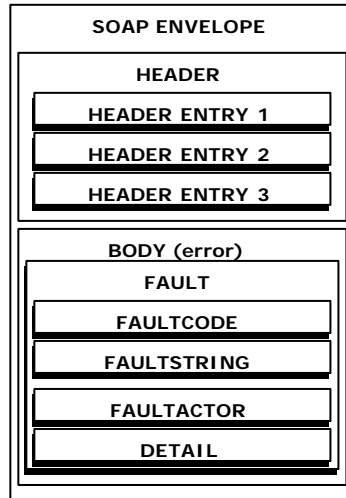 SOAP ENVELOPE
HEADER
HEADER ENTRY 1
HEADER ENTRY 2
HEADER ENTRY 3
BODY (error)
FAULT
FAULTCODE
FAULTSTRING
FAULTACTOR
DETAIL